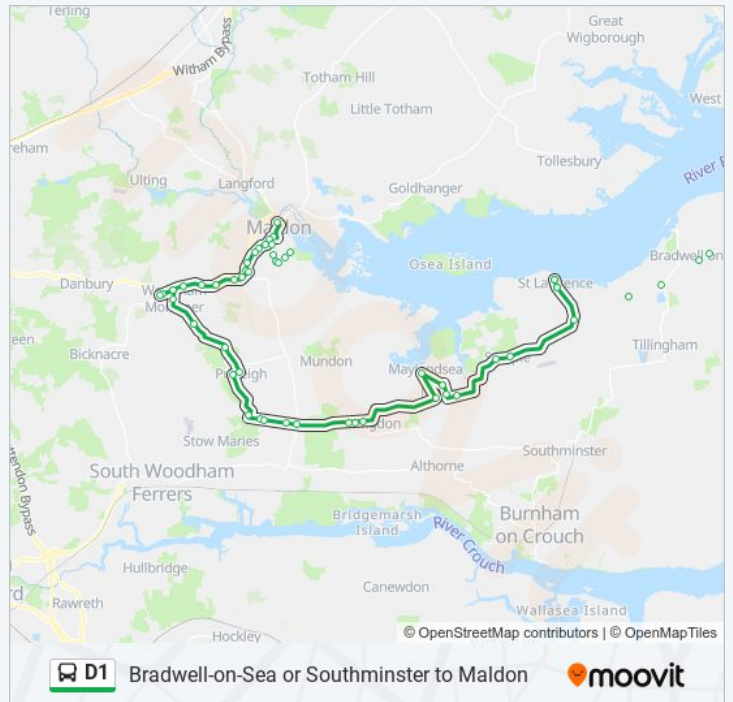 Terling
Great
Wigborough
Witham Bypass
Totham Hill
West
Little Totham
Tollesbury
Ulting
Langford
River
Goldhanger
Maldon
Osea Island
Bradwell on
Danbury
St Lawrence
Bicknacre
Mundon
Tillingham
Stow Maries
Althorne
Southminster
South Woodham
Ferrers
Burnham
on Crouch
Bridgemarsh
Island
River Crouch
Hullbridge
Canewdon
Rawreth
Wallasea Island
Hockley
© OpenStreetMap contributors | © OpenMapTiles
D1 Bradwell-on-Sea or Southminster to Maldon moovit